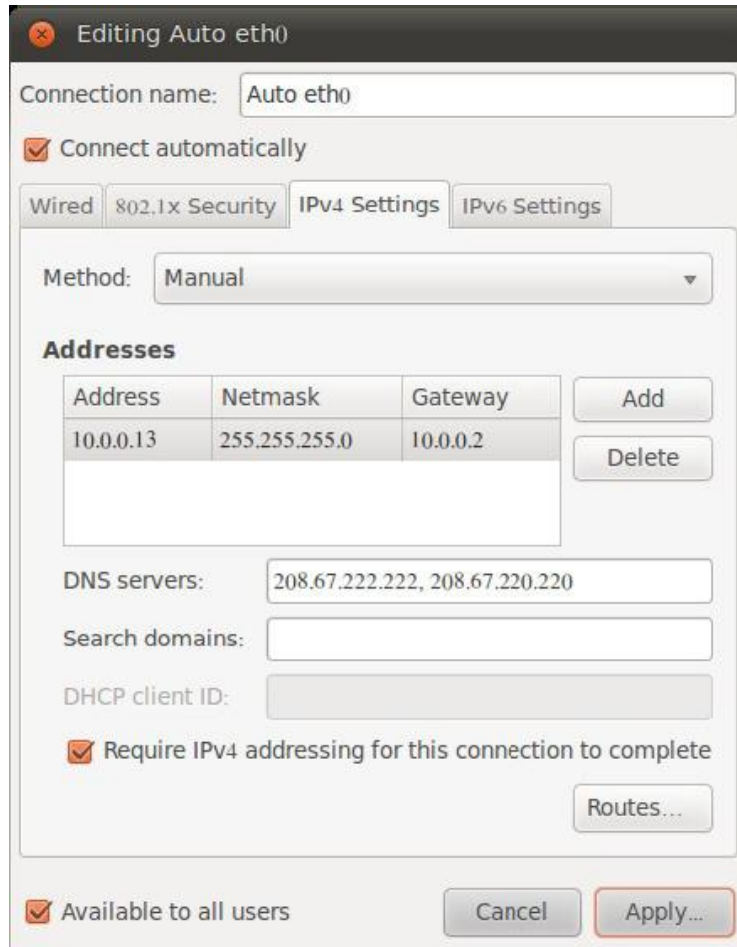 Editing Auto eth0
Connection name: Auto eth0
Connect automatically
Wired 802.1x Security IPv4 Settings IPv6 Settings
Method: Manual
Addresses
Address Netmask Gateway
10.0.0.13 255.255.255.0 10.0.0.2
Add
Delete
DNS servers: 208.67.222.222, 208.67.220.220
Search domains:
DHCP client ID:
Require IPv4 addressing for this connection to complete
Routes...
Available to all users Cancel Apply...